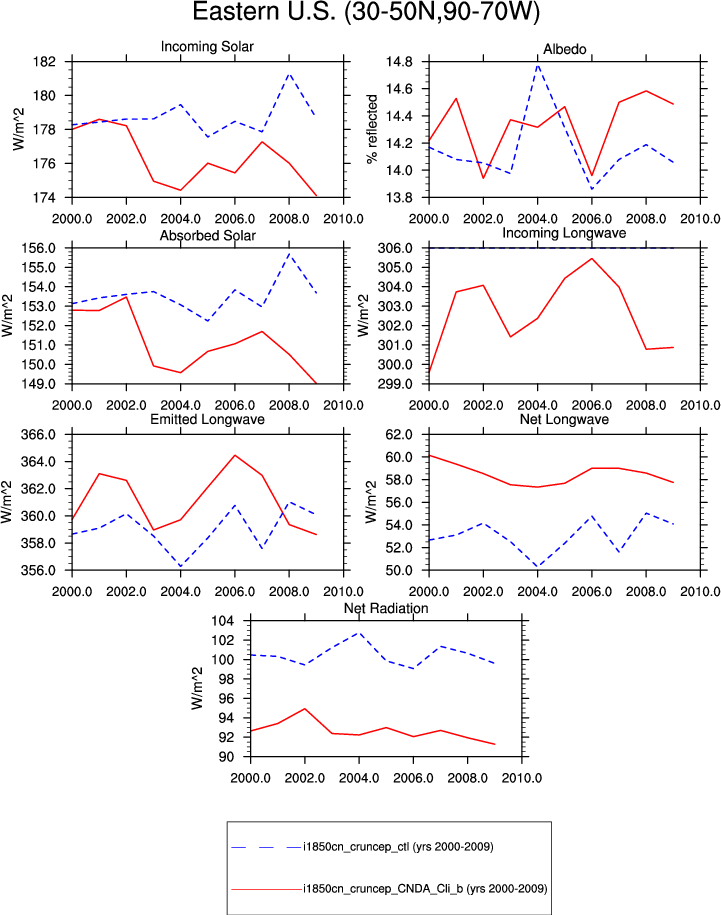 Eastern U.S. (30-50N,90-70W)
Incoming Solar
W/m^2
182
180
178
176
174
2000.0 2002.0 2004.0 2006.0 2008.0 2010.0
Albedo
% reflected
14.8
14.6
14.4
14.2
14.0
13.8
2000.0 2002.0 2004.0 2006.0 2008.0 2010.0
Absorbed Solar
W/m^2
156.0
155.0
154.0
153.0
152.0
151.0
150.0
149.0
2000.0 2002.0 2004.0 2006.0 2008.0 2010.0
Incoming Longwave
W/m^2
306.0
305.0
304.0
303.0
302.0
301.0
300.0
299.0
2000.0 2002.0 2004.0 2006.0 2008.0 2010.0
Emitted Longwave
W/m^2
366.0
364.0
362.0
360.0
358.0
356.0
2000.0 2002.0 2004.0 2006.0 2008.0 2010.0
Net Longwave
W/m^2
62.0
60.0
58.0
56.0
54.0
52.0
50.0
2000.0 2002.0 2004.0 2006.0 2008.0 2010.0
Net Radiation
W/m^2
104
102
100
98
96
94
92
90
2000.0 2002.0 2004.0 2006.0 2008.0 2010.0
i1850cn_cruncep_ctl (yrs 2000-2009)
i1850cn_cruncep_CNDA_Cli_b (yrs 2000-2009)